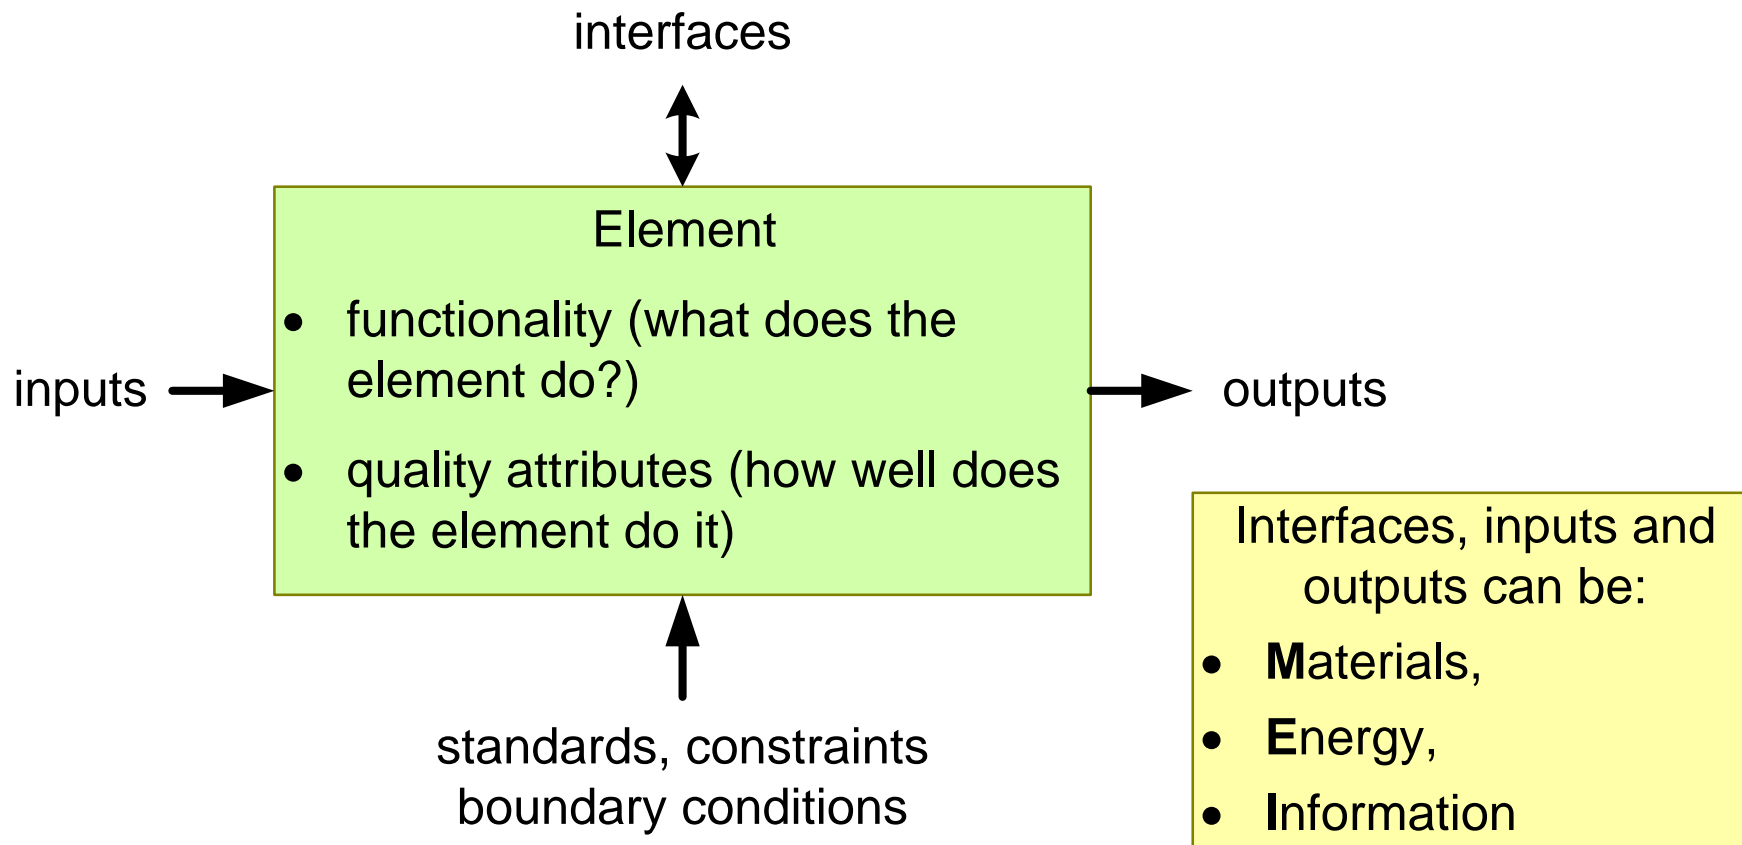 interfaces
Element
• functionality (what does the
element do?)
• quality attributes (how well does
the element do it)
inputs
outputs
standards, constraints
boundary conditions
Interfaces, inputs and
outputs can be:
• Materials,
• Energy,
• Information